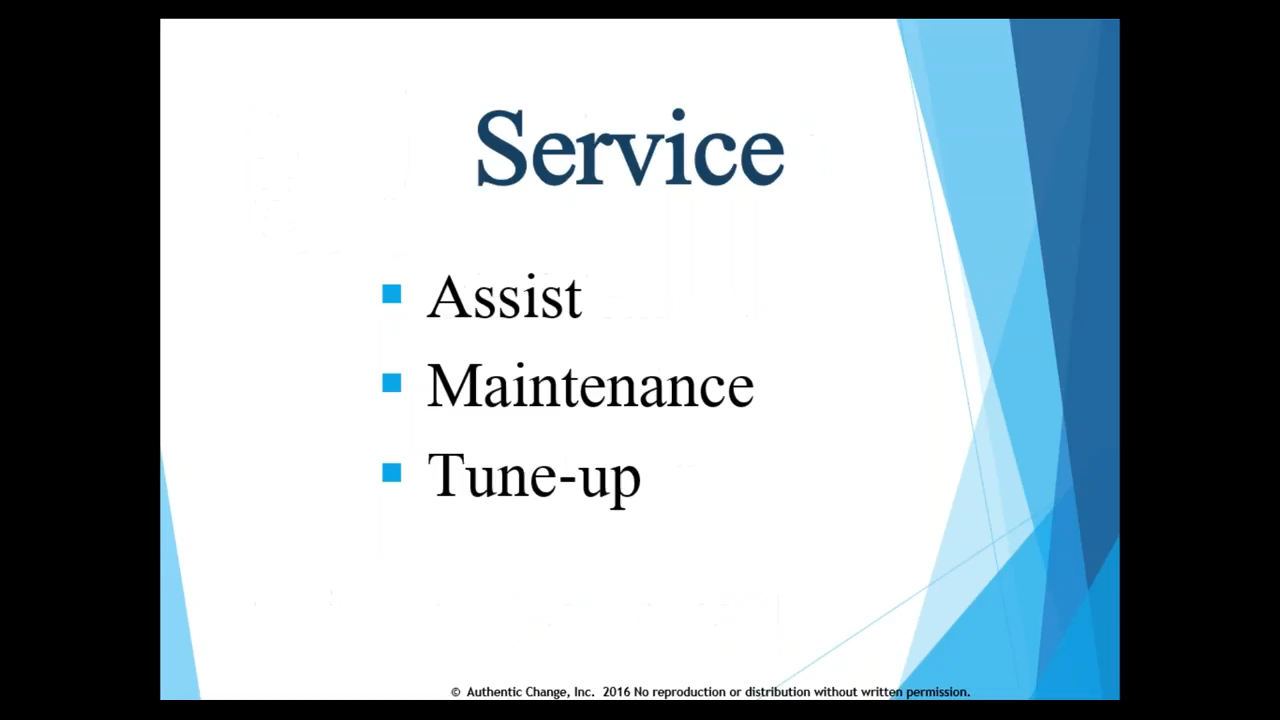 Service
Assist
Maintenance
Tune-up
© Authentic Change, Inc. 2016 No reproduction or distribution without written permission.